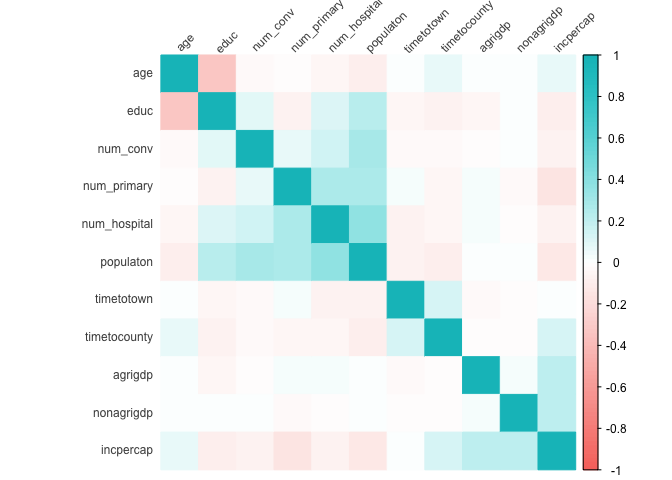 age
educ
num_conv
num_primary
num_hospital
populaton
timetotown
timetocounty
agrigdp
nonagrigdp
incpercap
age
educ
num_conv
num_primary
num_hospital
populaton
timetotown
timetocounty
agrigdp
nonagrigdp
incpercap
1
0.8
0.6
0.4
0.2
0
-0.2
-0.4
-0.6
-0.8
-1